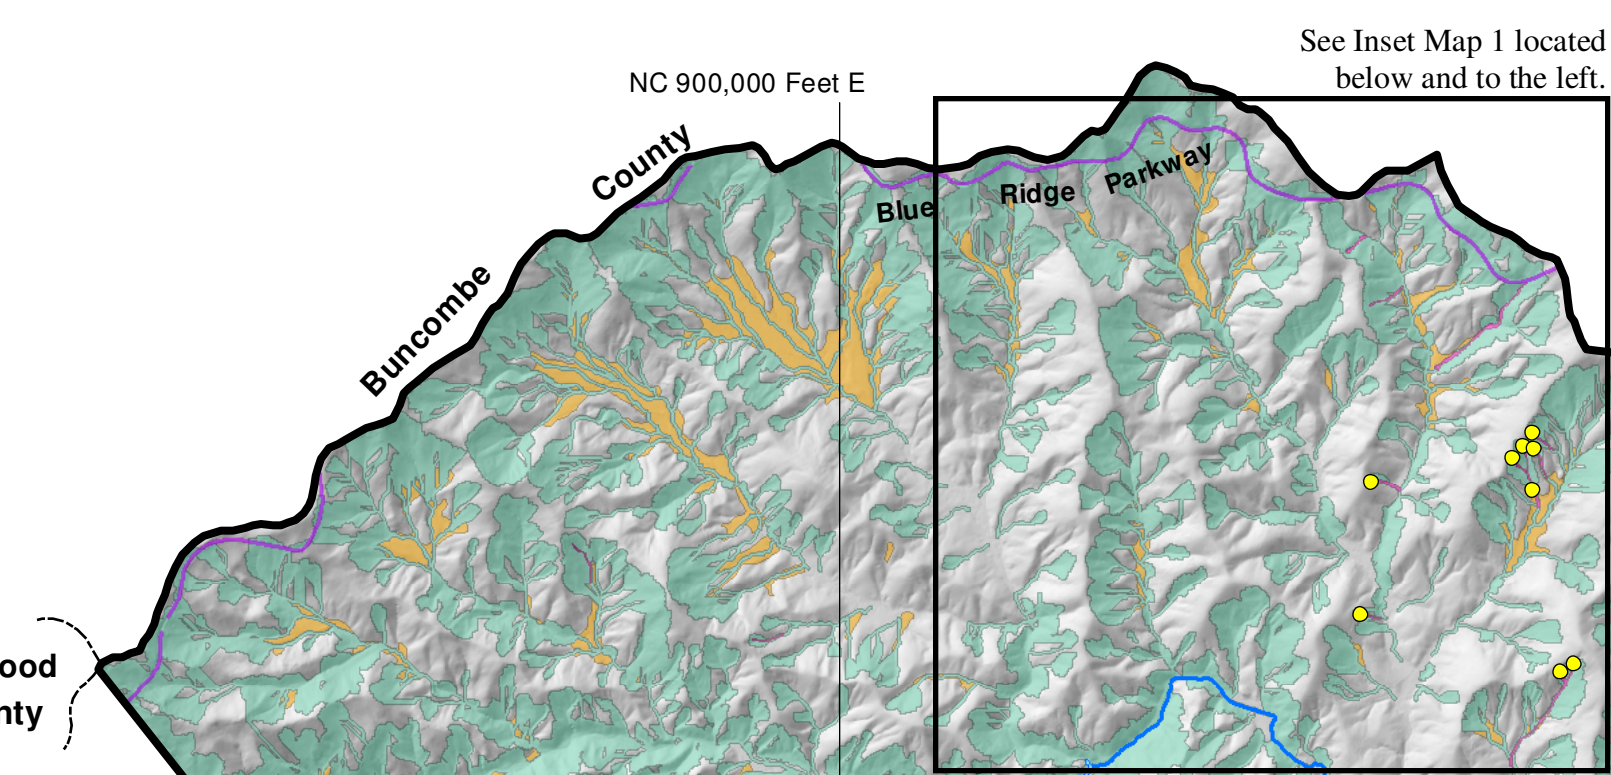 See Inset Map 1 located
below and to the left.
NC 900,000 Feet E
County
Parkway
Ridge
Blue
Buncombe
ood
nty